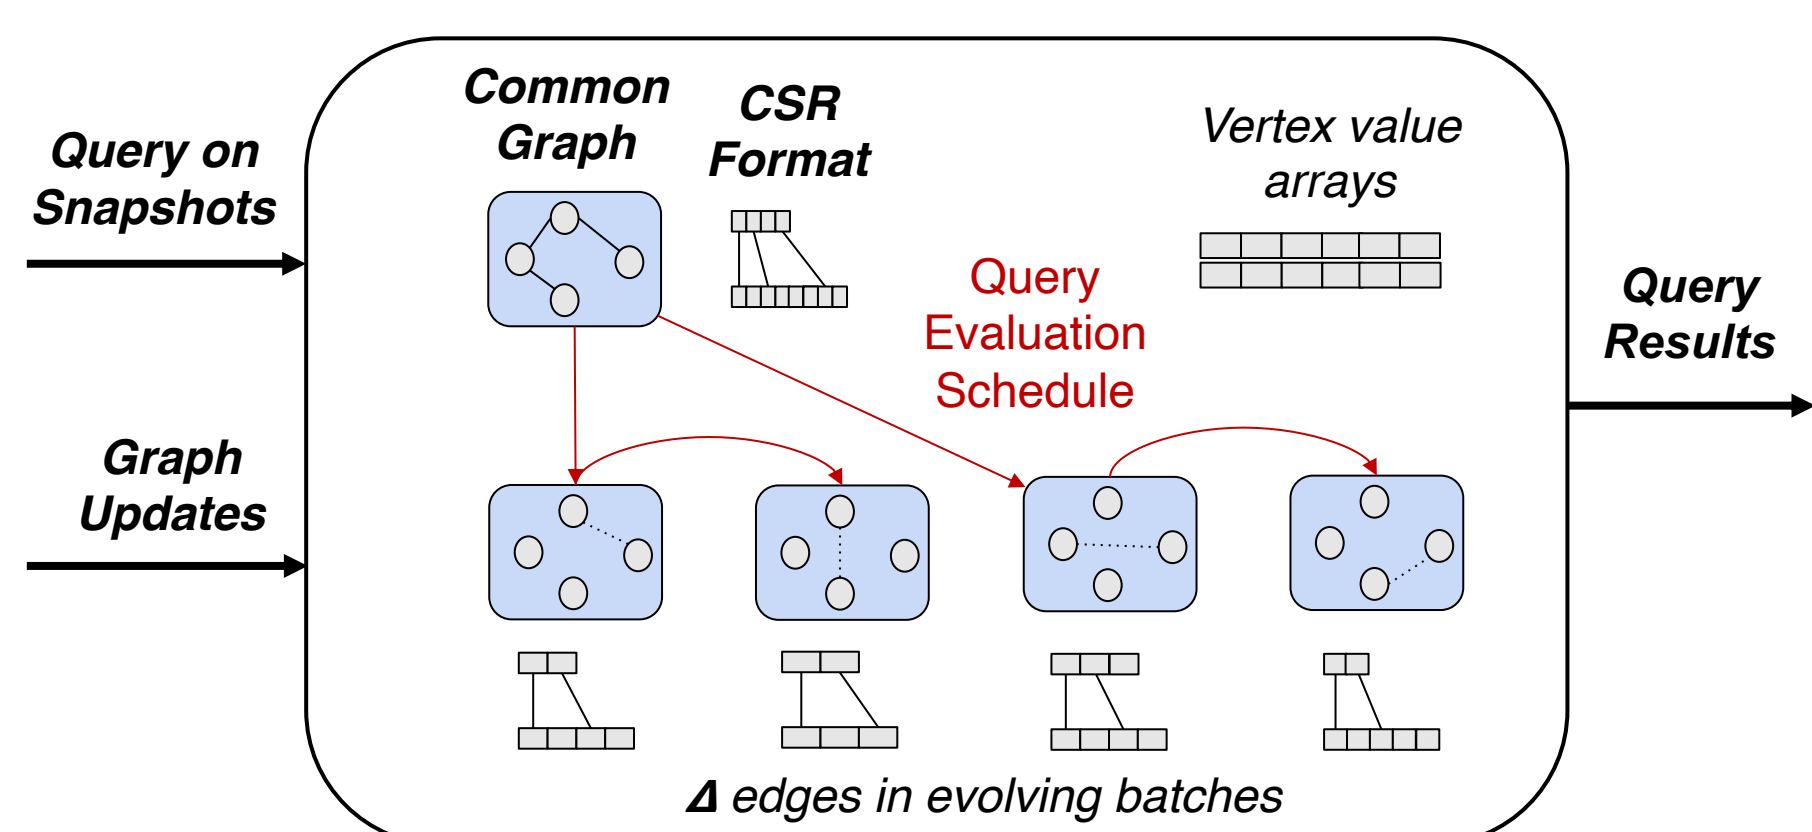 Common
Graph
CSR
Format
Vertex value
arrays
Query on
Snapshots
Query
Evaluation
Schedule
Query
Results
Graph
Updates
Δ edges in evolving batches